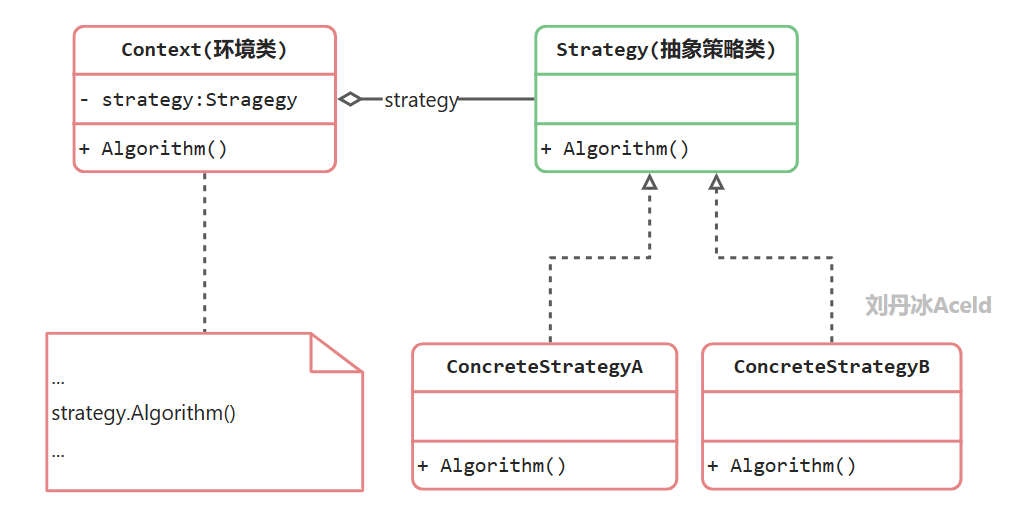 Context(环境类)
- strategy:Stragegy
+ Algorithm()
strategy
Strategy(抽象策略类)
+ Algorithm()
刘丹冰Aceld
...
strategy.Algorithm()
...
ConcreteStrategyA
+ Algorithm()
ConcreteStrategyB
+ Algorithm()